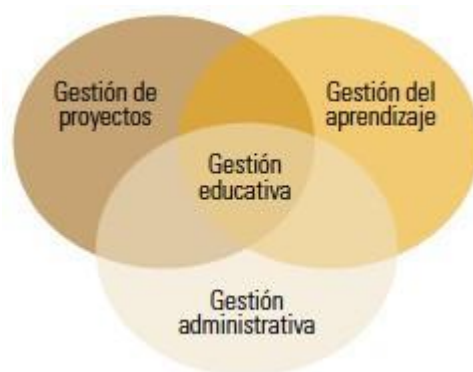 Gestión de
proyectos
Gestión del
aprendizaje
Gestión
educativa
Gestión
administrativa